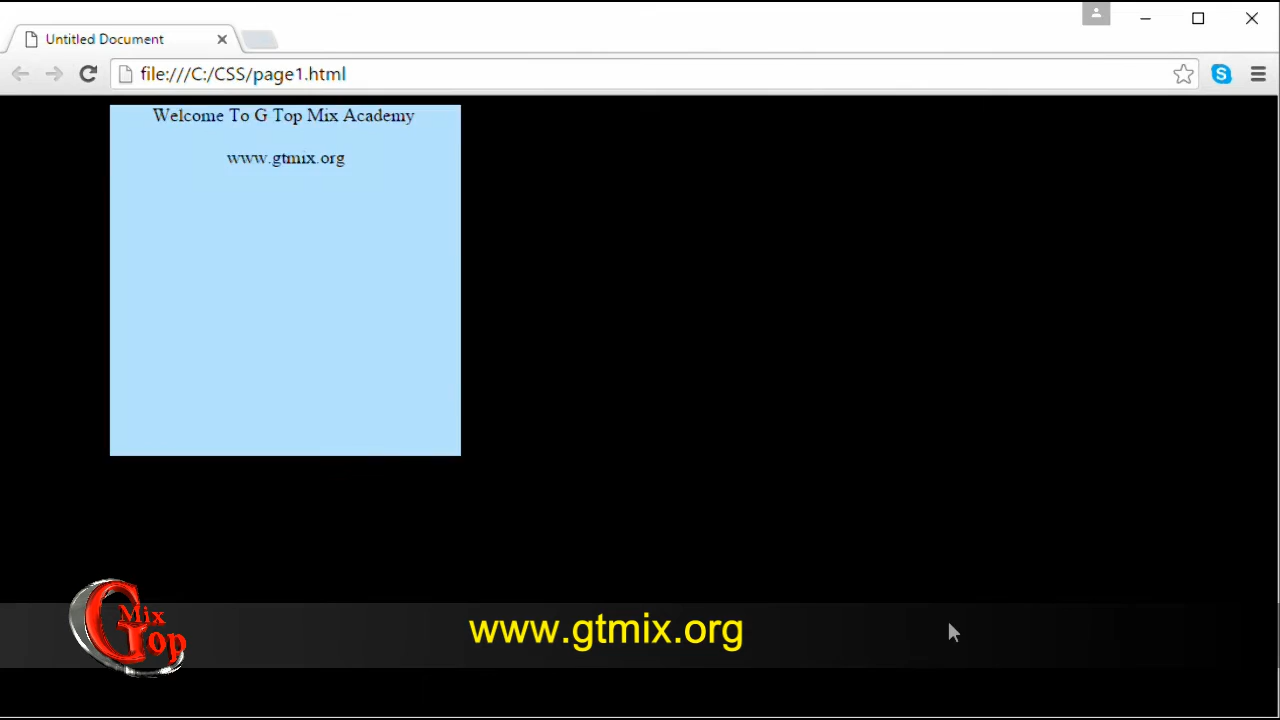 Untitled Document
file:///C:/CSS/page1.html
Welcome To G Top Mix Academy
www.gtmix.org
G Mix Top
www.gtmix.org